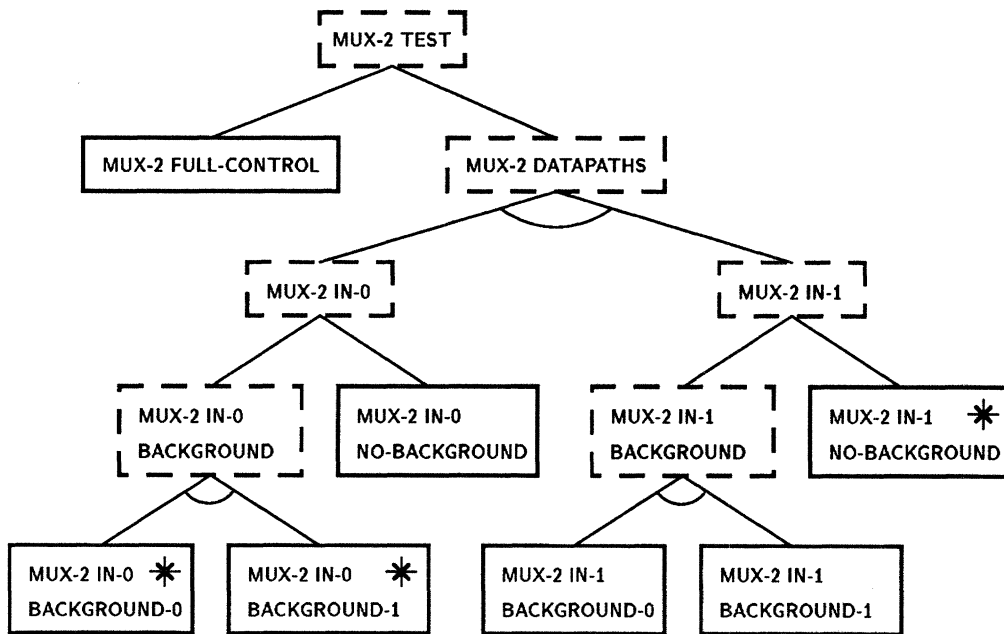 MUX-2 TEST
MUX-2 FULL-CONTROL
MUX-2 DATAPATHS
MUX-2 IN-0
MUX-2 IN-1
MUX-2 IN-0
BACKGROUND
MUX-2 IN-0
NO-BACKGROUND
MUX-2 IN-1
BACKGROUND
MUX-2 IN-1
NO-BACKGROUND
MUX-2 IN-0
BACKGROUND-0
MUX-2 IN-0
BACKGROUND-1
MUX-2 IN-1
BACKGROUND-0
MUX-2 IN-1
BACKGROUND-1